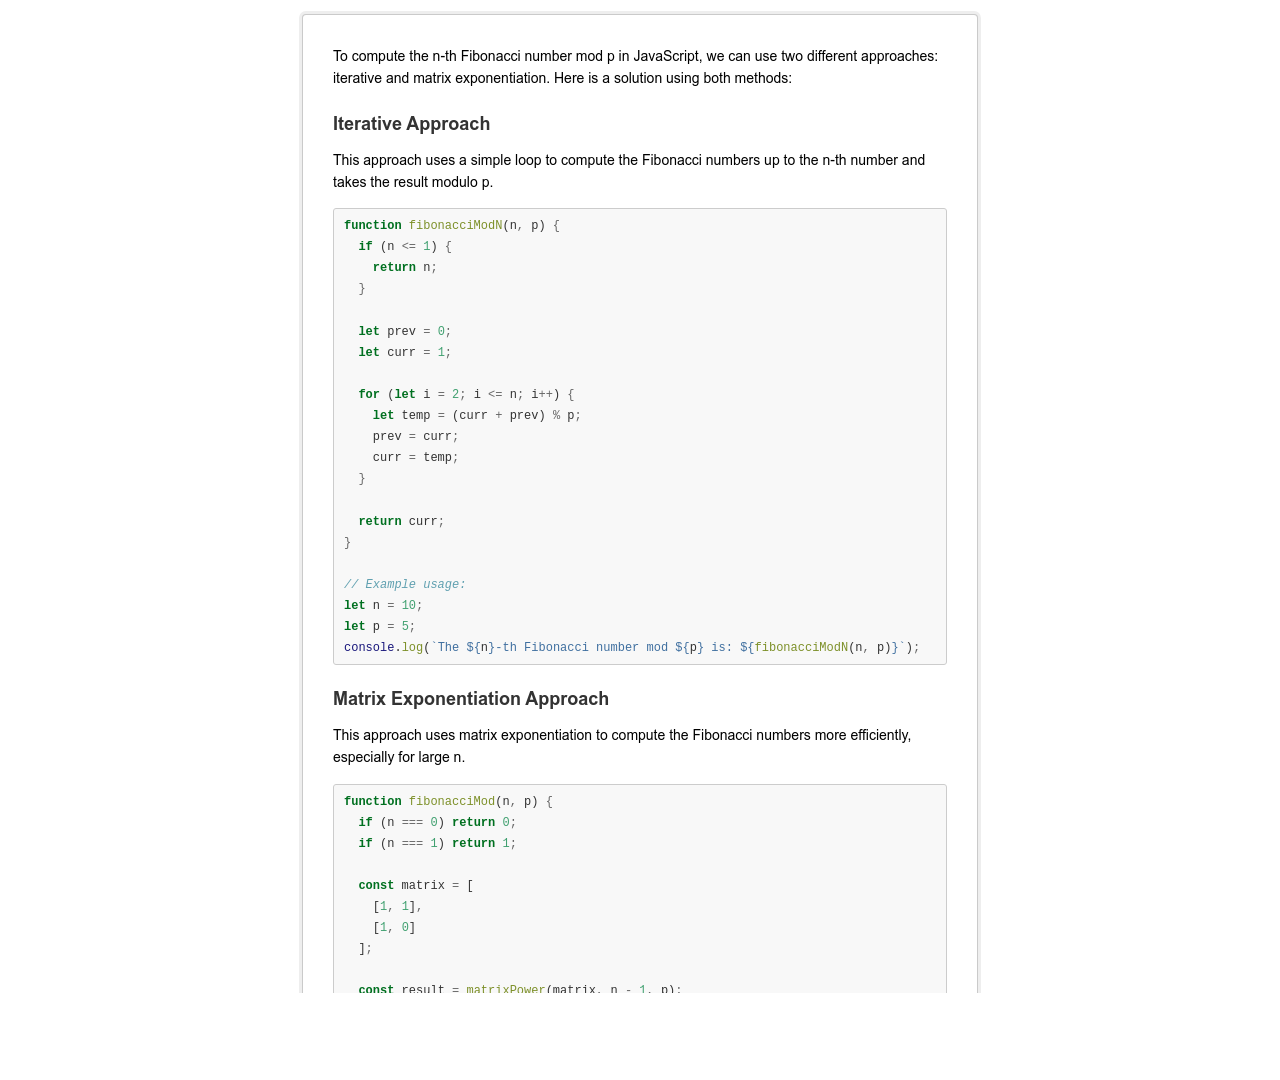 To compute the n-th Fibonacci number mod p in JavaScript, we can use two different approaches:
iterative and matrix exponentiation. Here is a solution using both methods:
Iterative Approach
This approach uses a simple loop to compute the Fibonacci numbers up to the n-th number and
takes the result modulo p.
function fibonacciModN(n, p) {
  if (n <= 1) {
    return n;
  }
  let prev = 0;
  let curr = 1;
  for (let i = 2; i <= n; i++) {
    let temp = (curr + prev) % p;
    prev = curr;
    curr = temp;
  }
  return curr;
}
// Example usage:
let n = 10;
let p = 5;
console.log(`The ${n}-th Fibonacci number mod ${p} is: ${fibonacciModN(n, p)}`);
Matrix Exponentiation Approach
This approach uses matrix exponentiation to compute the Fibonacci numbers more efficiently,
especially for large n.
function fibonacciMod(n, p) {
  if (n === 0) return 0;
  if (n === 1) return 1;
  const matrix = [
    [1, 1],
    [1, 0]
  ];
  const result = matrixPower(matrix, n - 1, p);